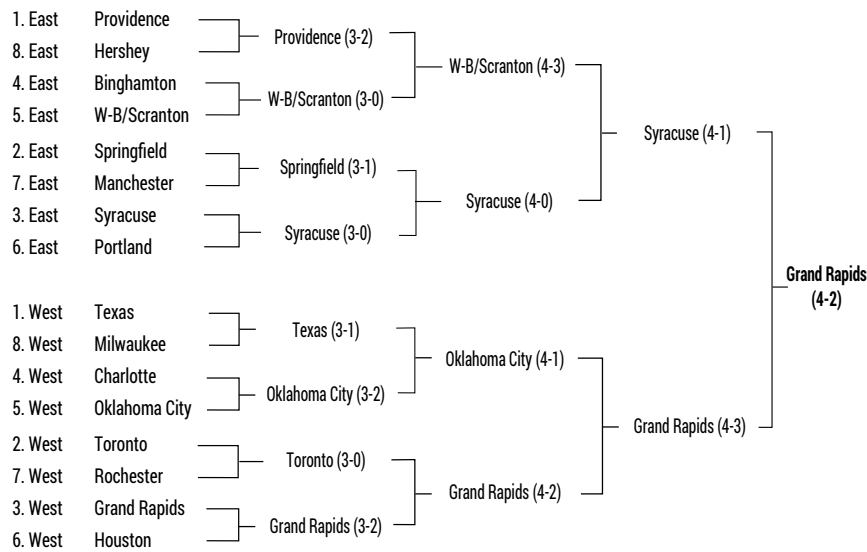 1. East Providence
8. East Hershey
Providence (3-2)
4. East Binghamton
5. East W-B/Scranton
W-B/Scranton (3-0)
W-B/Scranton (4-3)
2. East Springfield
7. East Manchester
Springfield (3-1)
3. East Syracuse
6. East Portland
Syracuse (3-0)
Syracuse (4-0)
Syracuse (4-1)
1. West Texas
8. West Milwaukee
Texas (3-1)
4. West Charlotte
5. West Oklahoma City
Oklahoma City (3-2)
Oklahoma City (4-1)
2. West Toronto
7. West Rochester
Toronto (3-0)
3. West Grand Rapids
6. West Houston
Grand Rapids (3-2)
Grand Rapids (4-2)
Grand Rapids (4-3)
Grand Rapids
(4-2)